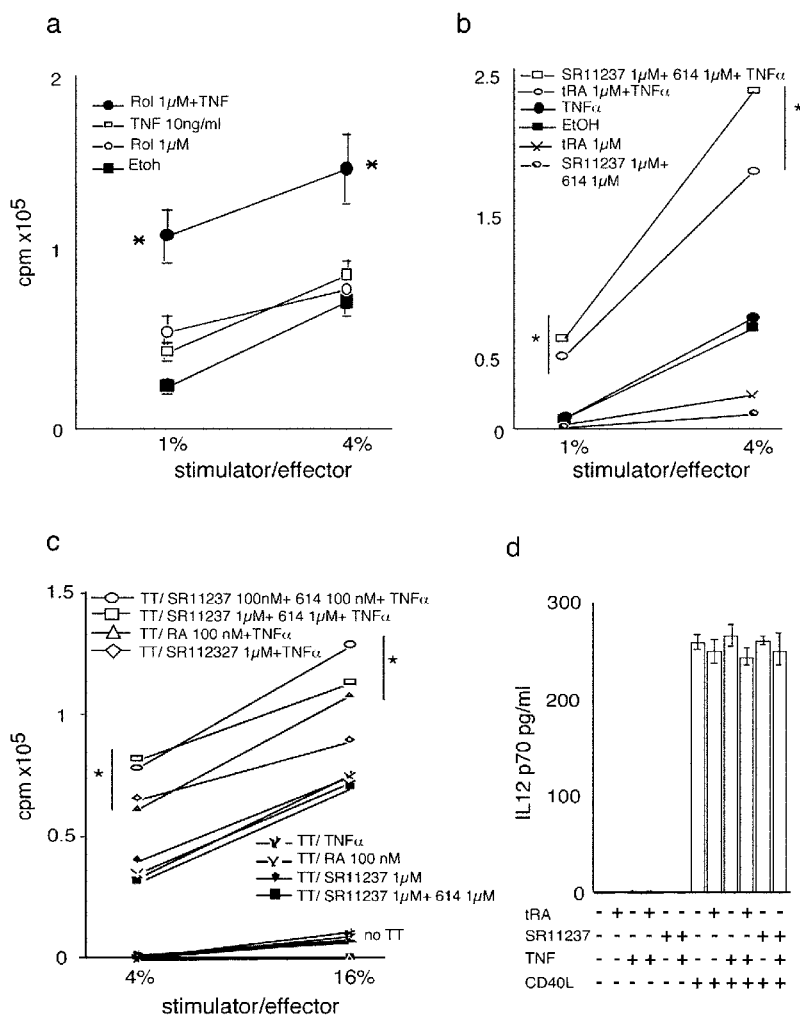 a
2
Rol 1µM+TNF
TNF 10ng/ml
Rol 1µM
Etoh
*
*
1
cpm x10⁵
0
1%
4%
stimulator/effector
b
2.5
SR11237 1µM+ 614 1µM+ TNFα
tRA 1µM+TNFα
TNFα
EtOH
tRA 1µM
SR11237 1µM+
614 1µM
*
1.5
*
0.5
0
1%
4%
stimulator/effector
c
1.5
TT/ SR11237 100nM+ 614 100 nM+ TNFα
TT/ SR11237 1µM+ 614 1µM+ TNFα
TT/ RA 100 nM+TNFα
TT/ SR112327 1µM+TNFα
*
1
cpm x10⁵
*
0.5
TT/ TNFα
TT/ RA 100 nM
TT/ SR11237 1µM
TT/ SR11237 1µM+ 614 1µM
no TT
0
4%
16%
stimulator/effector
d
300
200
100
0
IL12 p70 pg/ml
tRA - + - + - - - + - + - -
SR11237 - - - - + + - - - - + +
TNF - - + + - + - - + + - +
CD40L - - - - - - + + + + + +